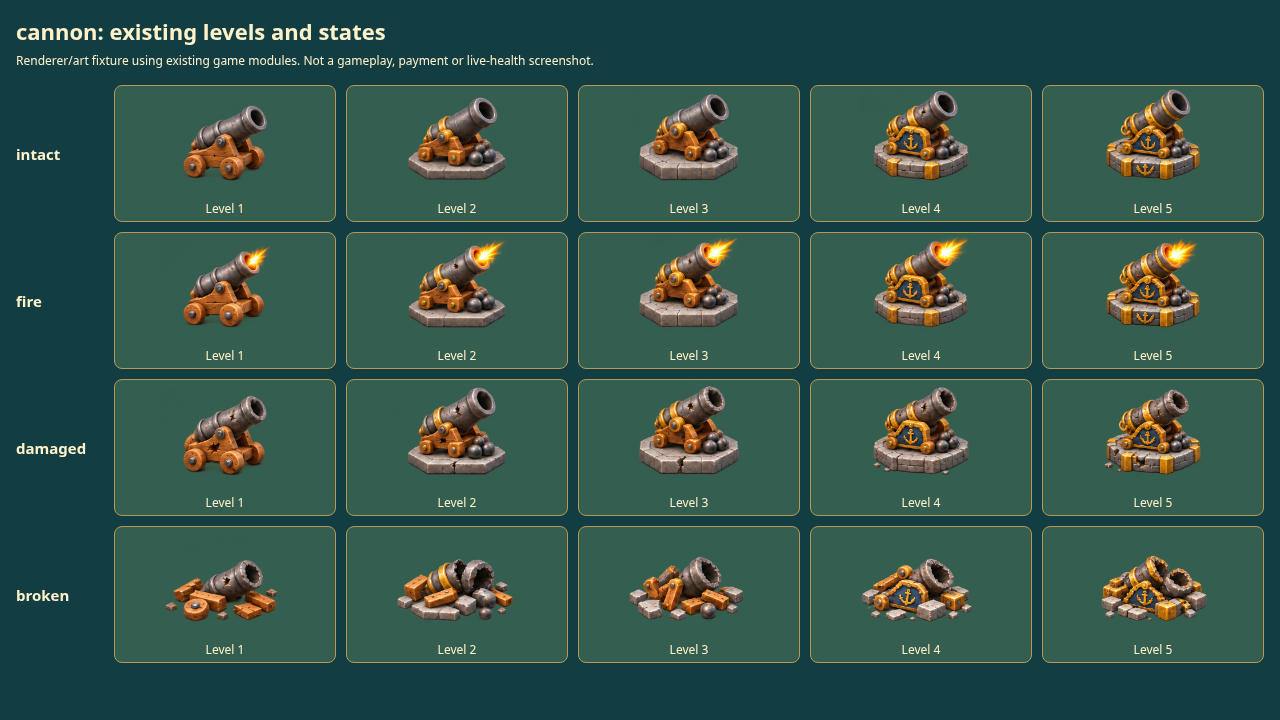 cannon: existing levels and states
Renderer/art fixture using existing game modules. Not a gameplay, payment or live-health screenshot.
intact
Level 1
Level 2
Level 3
Level 4
Level 5
fire
Level 1
Level 2
Level 3
Level 4
Level 5
damaged
Level 1
Level 2
Level 3
Level 4
Level 5
broken
Level 1
Level 2
Level 3
Level 4
Level 5